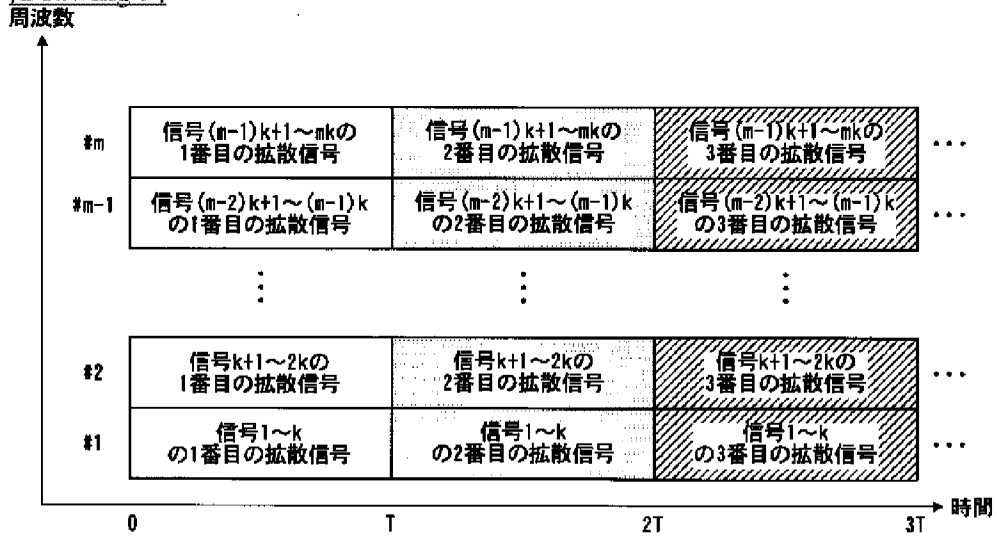 周波数
#m
信号(m-1)k+1～mkの
1番目の拡散信号
信号(m-1)k+1～mkの
2番目の拡散信号
信号(m-1)k+1～mkの
3番目の拡散信号
･･･
#m-1
信号(m-2)k+1～(m-1)k
の1番目の拡散信号
信号(m-2)k+1～(m-1)k
の2番目の拡散信号
信号(m-2)k+1～(m-1)k
の3番目の拡散信号
･･･
#2
信号k+1～2kの
1番目の拡散信号
信号k+1～2kの
2番目の拡散信号
信号k+1～2kの
3番目の拡散信号
･･･
#1
信号1～k
の1番目の拡散信号
信号1～k
の2番目の拡散信号
信号1～k
の3番目の拡散信号
･･･
0
T
2T
3T
時間